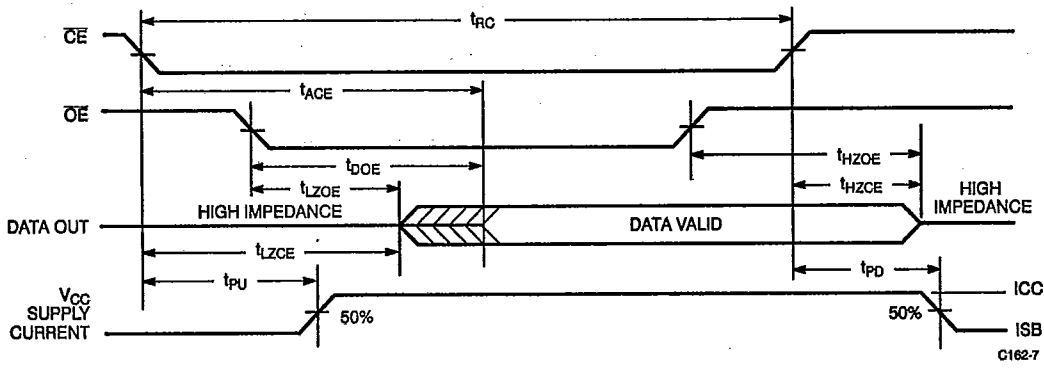 tRC
CE
tACE
OE
tDOE
tHZOE
tLZOE
tHZCE
HIGH IMPEDANCE
HIGH IMPEDANCE
DATA OUT
DATA VALID
tLZCE
tPU
tPD
VCC
SUPPLY
CURRENT
50%
50%
ICC
ISB
C162-7